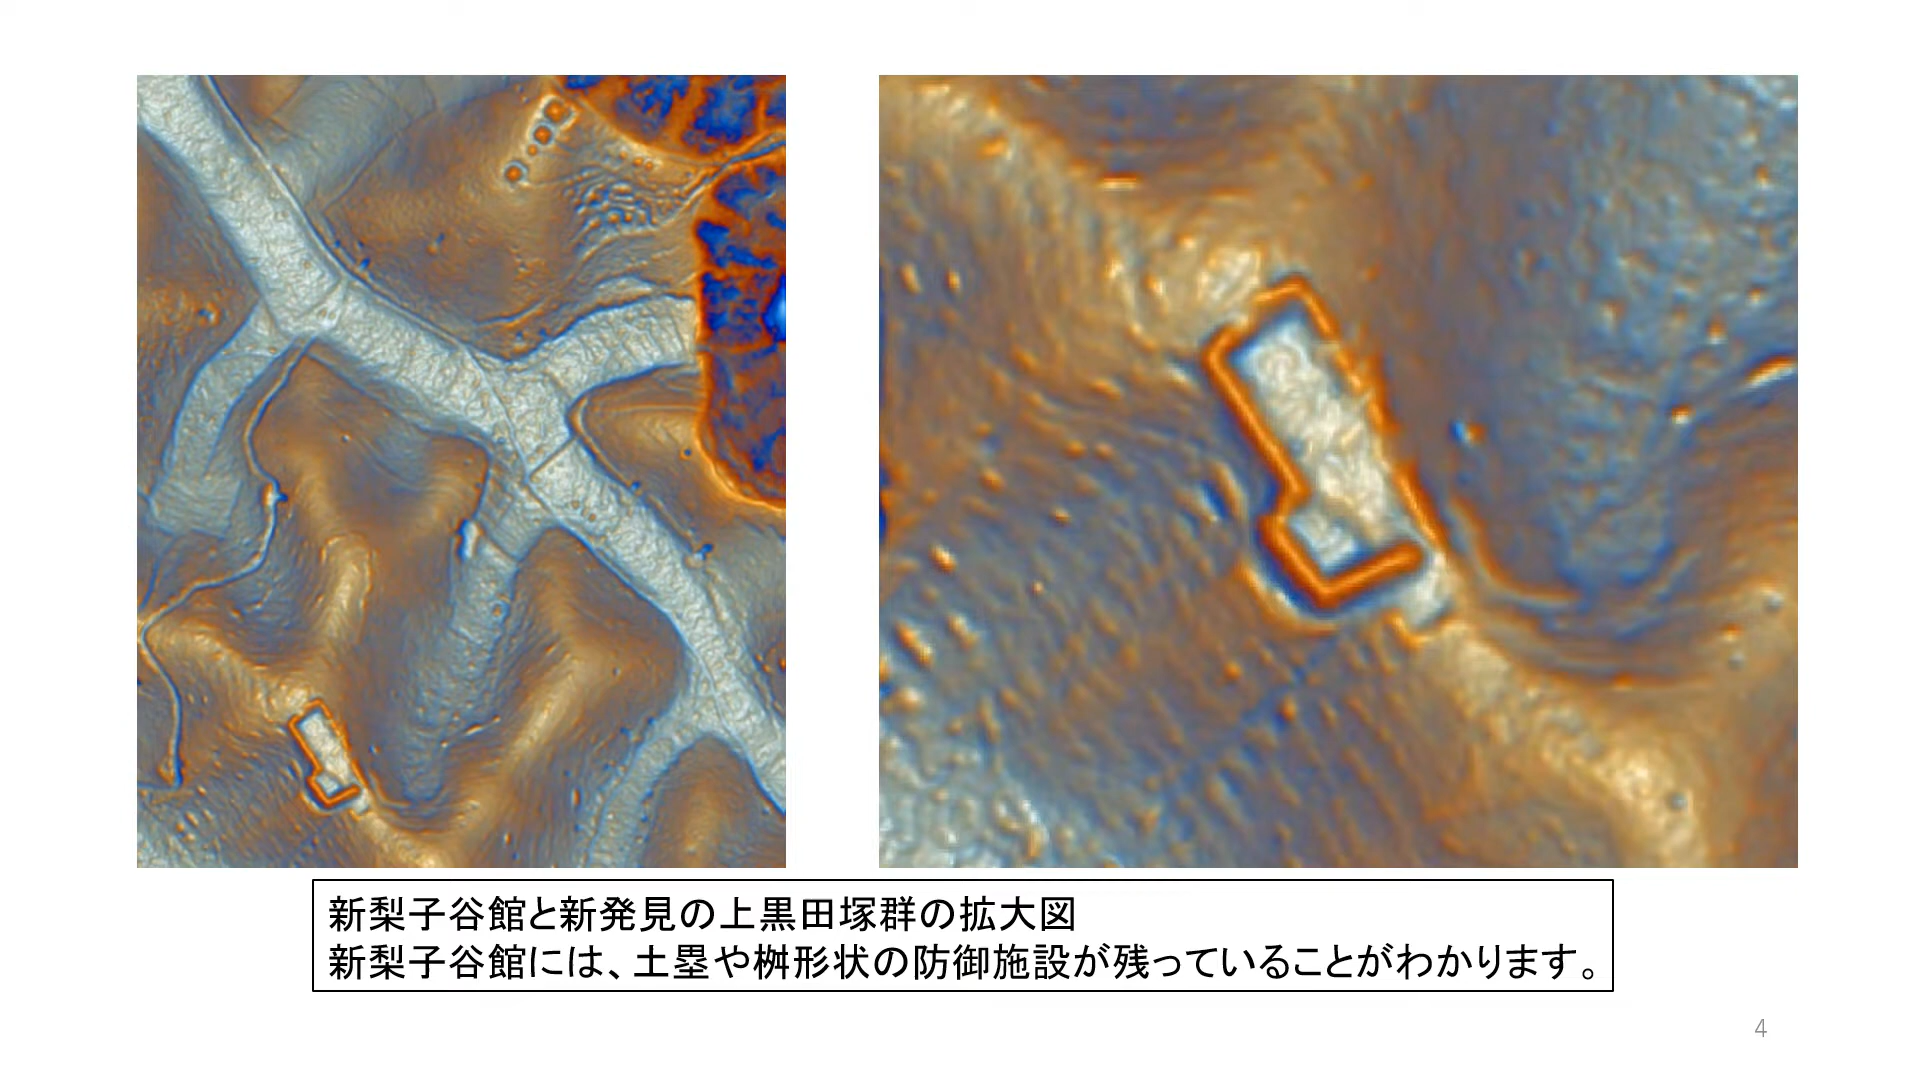 新梨子谷館と新発見の上黒田塚群の拡大図
新梨子谷館には、土塁や桝形状の防御施設が残っていることがわかります。
4